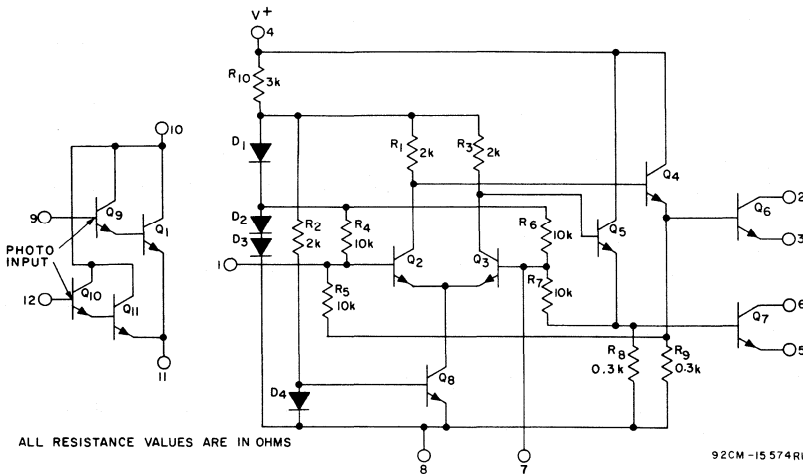 V+
4
R10
3k
10
D1
R1
2k
R3
2k
Q4
2
Q9
9
Q1
D2
D3
R2
2k
R4
10k
R6
10k
Q5
Q6
3
PHOTO
INPUT
1
Q2
Q3
Q10
12
Q11
R5
10k
R7
10k
6
Q7
5
11
Q8
R8
0.3k
R9
0.3k
D4
ALL RESISTANCE VALUES ARE IN OHMS
8
7
92CM-15574R1